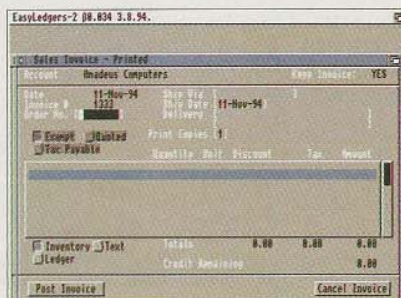 EasyLedgers-2 β0.034 3.8.94.
Sales Invoice - Printed
Account Amadeus Computers Keep Invoice: YES
Date 11-Nov-94 Ship Via [ ]
Invoice # 1333 Ship Date [11-Nov-94]
Order No. [ ] Delivery [ ]
Exempt Quoted Print Copies [1]
Tax Payable
Quantity Unit Discount Tax Amount
Inventory Text Totals 0.00 0.00 0.00
Ledger Credit Remaining 0.00
Post Invoice Cancel Invoice